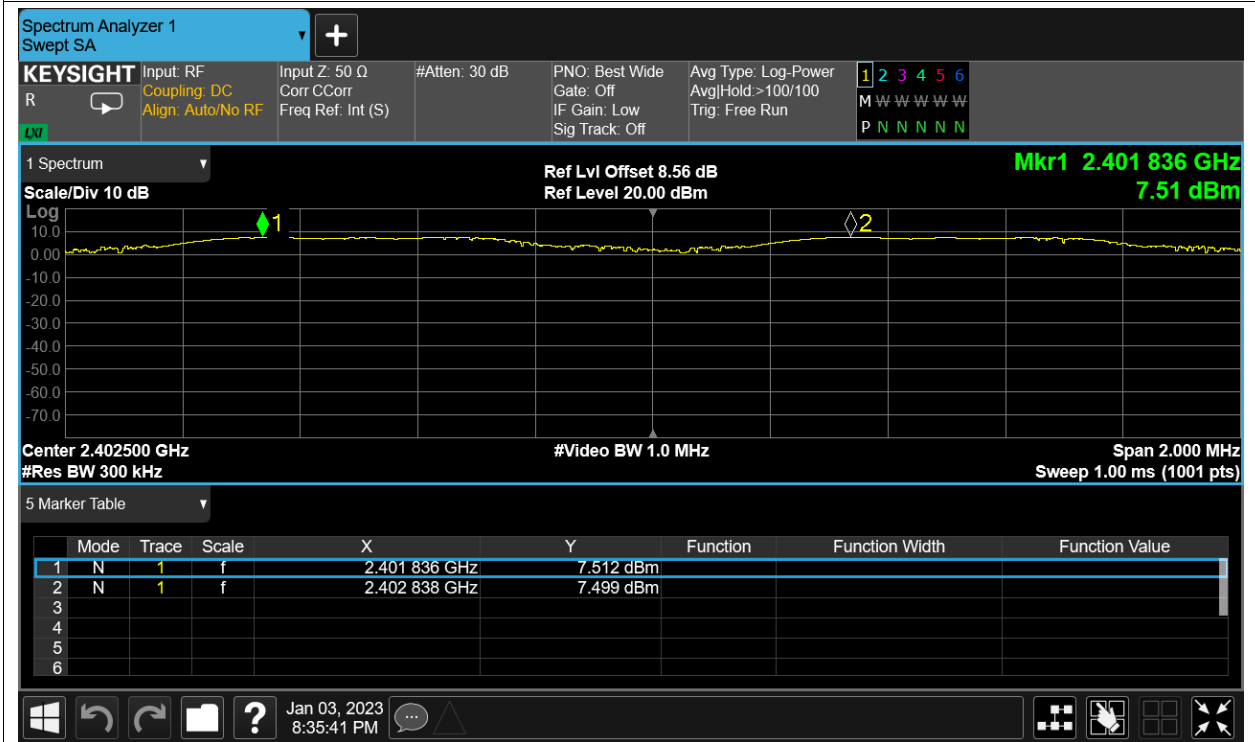 Spectrum Analyzer 1
Swept SA
+
KEYSIGHT Input: RF Input Z: 50 Ω #Atten: 30 dB PNO: Best Wide Avg Type: Log-Power 1 2 3 4 5 6
R Coupling: DC Corr CCorr Gate: Off Avg|Hold:>100/100 M W W W W W
Align: Auto/No RF Freq Ref: Int (S) IF Gain: Low Trig: Free Run
LXI Sig Track: Off P N N N N N
1 Spectrum Ref Lvl Offset 8.56 dB Mkr1 2.401 836 GHz
Scale/Div 10 dB Ref Level 20.00 dBm 7.51 dBm
Log
1 2
10.0
0.00
-10.0
-20.0
-30.0
-40.0
-50.0
-60.0
-70.0
Center 2.402500 GHz #Video BW 1.0 MHz Span 2.000 MHz
#Res BW 300 kHz Sweep 1.00 ms (1001 pts)
5 Marker Table
Mode Trace Scale X Y Function Function Width Function Value
1 N 1 f 2.401 836 GHz 7.512 dBm
2 N 1 f 2.402 838 GHz 7.499 dBm
3
4
5
6
? Jan 03, 2023
8:35:41 PM